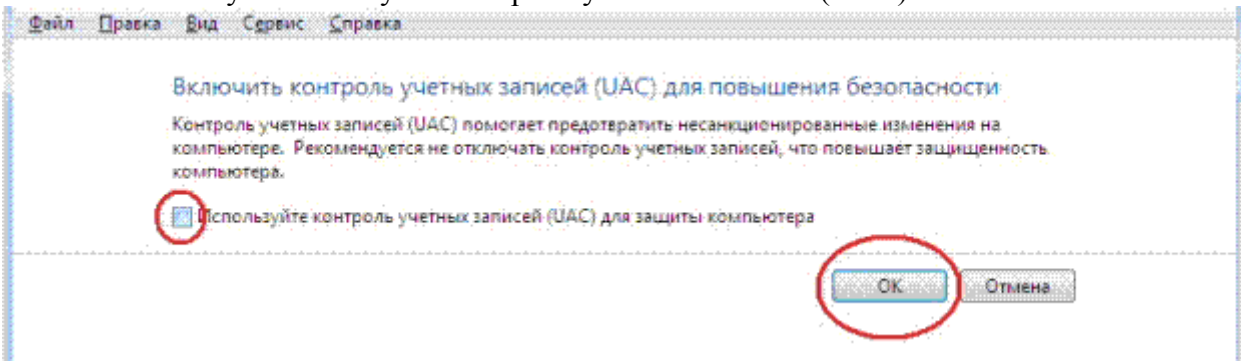 Файл Правка Вид Сервис Справка
Включить контроль учетных записей (UAC) для повышения безопасности
Контроль учетных записей (UAC) помогает предотвратить несанкционированные изменения на
компьютере. Рекомендуется не отключать контроль учетных записей, что повышает защищенность
компьютера.
Используйте контроль учетных записей (UAC) для защиты компьютера
OK Отмена